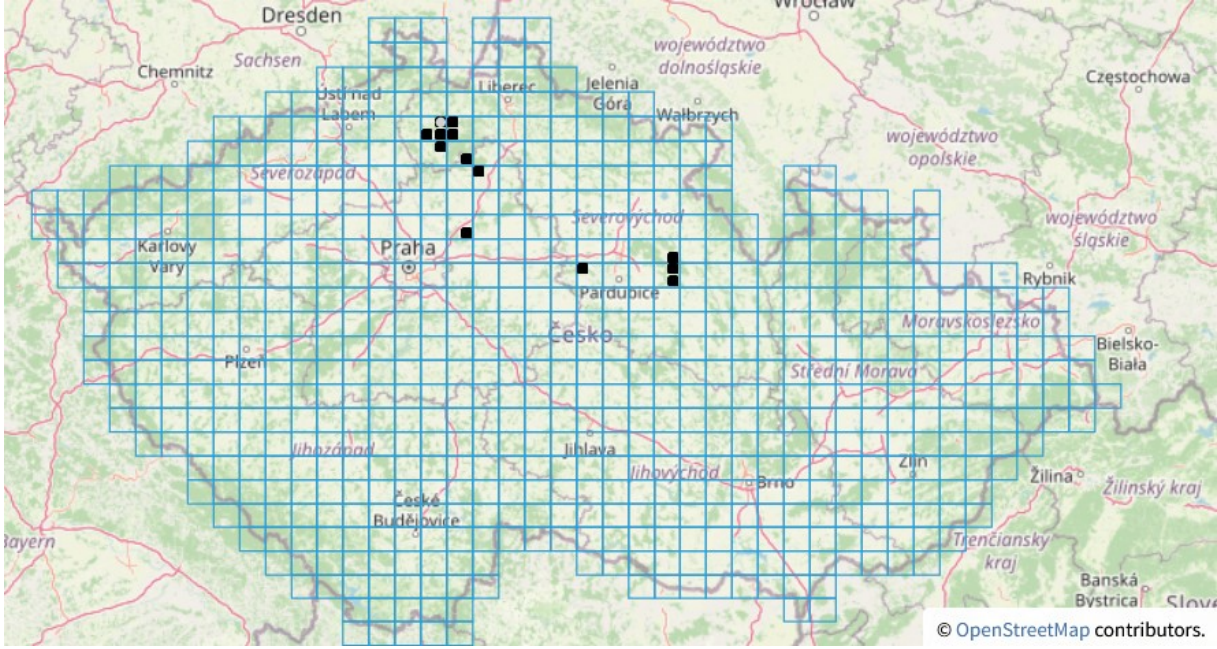 Dresden
Wrocław
Chemnitz
Sachsen
województwo
dolnośląskie
Częstochowa
Ústí nad
Labem
Liberec
Jelenia
Góra
Wałbrzych
województwo
opolskie
Severozápad
Severovýchod
województwo
śląskie
Karlovy
Vary
Praha
Pardubice
Rybnik
Česko
Moravskoslezsko
Plzeň
Bielsko-
Biała
Střední Morava
Jihozápad
Jihlava
Jihovýchod
Brno
Zlín
Žilina
Žilinský kraj
České
Budějovice
Bayern
Trenčiansky
kraj
Banská
Bystrica
Slove
© OpenStreetMap contributors.